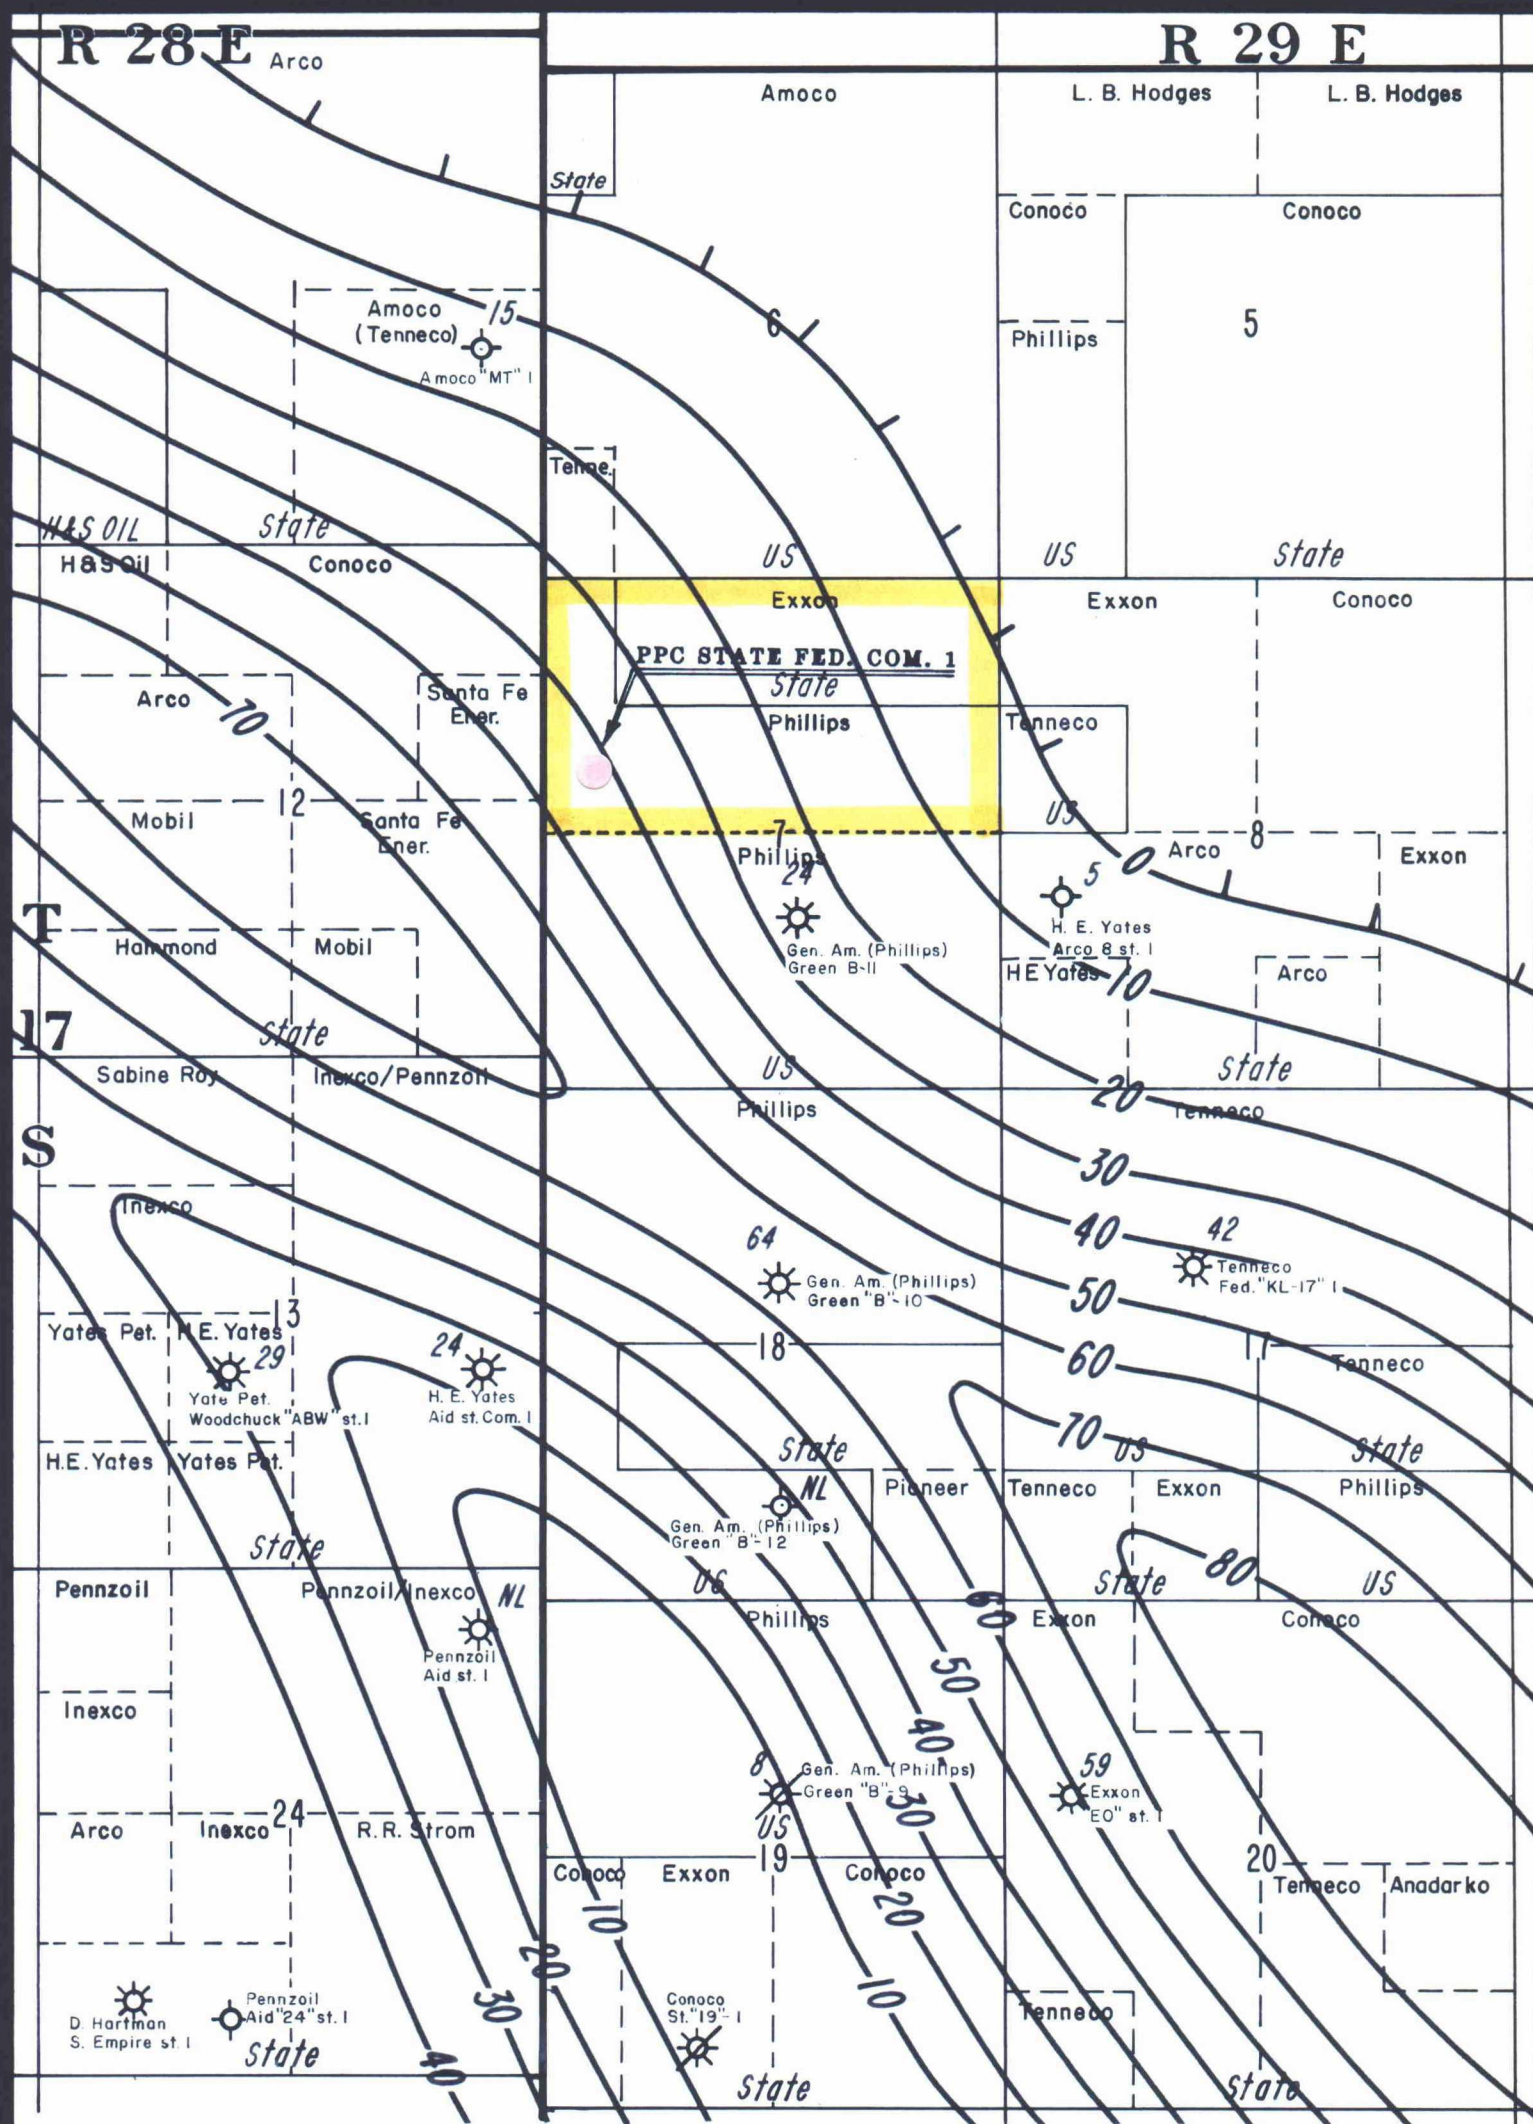 R 28 E
R 29 E
Arco
Amoco
L. B. Hodges
L. B. Hodges
State
Conoco
Conoco
Amoco
(Tenneco)
15
Amoco "MT" 1
6
Phillips
5
Tenne.
H&S OIL
State
US
US
State
H&S Oil
Conoco
Exxon
Exxon
Conoco
PPC STATE FED. COM. 1
State
Arco
Santa Fe
Ener.
70
Phillips
Tenneco
12
Mobil
Santa Fe
Ener.
US
7
Phillips
24
8
Arco
0
Exxon
5
T
Hammond
Mobil
Gen. Am. (Phillips)
Green B-11
H. E. Yates
Arco 8 st. 1
HE Yates
10
Arco
17
State
US
State
Sabine Roy
Inexco/Pennzoil
Phillips
20
Tenneco
S
30
Inexco
64
40
42
Gen. Am. (Phillips)
Green "B"-10
Tenneco
Fed. "KL-17" 1
50
13
Yates Pet.
H.E. Yates
29
24
18
60
17
Tenneco
Yate Pet.
Woodchuck "ABW" st. 1
H. E. Yates
Aid st. Com. 1
70
H.E. Yates
Yates Pet.
State
US
State
NL
Pioneer
Tenneco
Exxon
Phillips
Gen. Am. (Phillips)
Green "B"-12
State
80
Pennzoil
Pennzoil/Inexco
NL
US
State
US
Phillips
60
Exxon
Conoco
Pennzoil
Aid st. 1
50
Inexco
40
8
Gen. Am. (Phillips)
Green "B"-9
59
Exxon
EO" st. 1
30
24
Arco
Inexco
R.R. Strom
US
19
20
Conoco
Exxon
Conoco
Tenneco
Anadarko
10
20
20
30
10
D. Hartman
S. Empire st. 1
Pennzoil
Aid "24" st. 1
Conoco
St. "19"-1
Tenneco
State
40
State
State